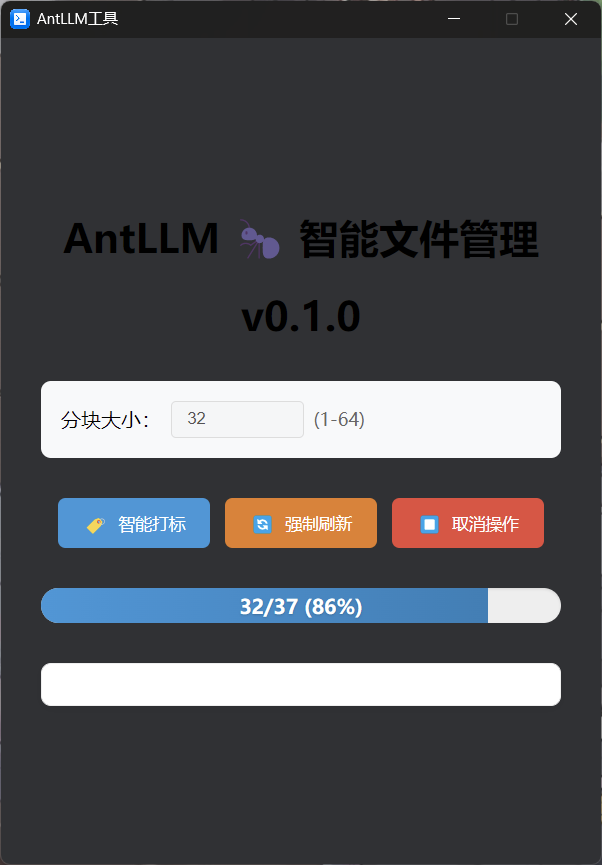 AntLLM工具
AntLLM 🐜 智能文件管理
v0.1.0
分块大小： 32 (1-64)
智能打标 强制刷新 取消操作
32/37 (86%)